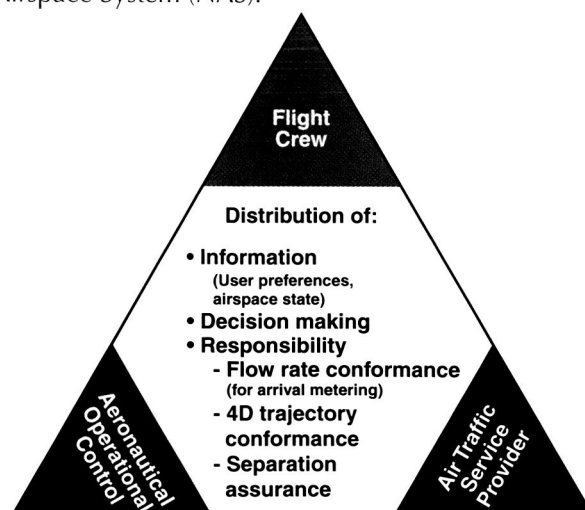 Airspace System (NAS).
Flight
Crew
Distribution of:
• Information
(User preferences,
airspace state)
• Decision making
• Responsibility
- Flow rate conformance
(for arrival metering)
- 4D trajectory
conformance
- Separation
assurance
Aeronautical
Operational
Control
Air Traffic
Service
Provider